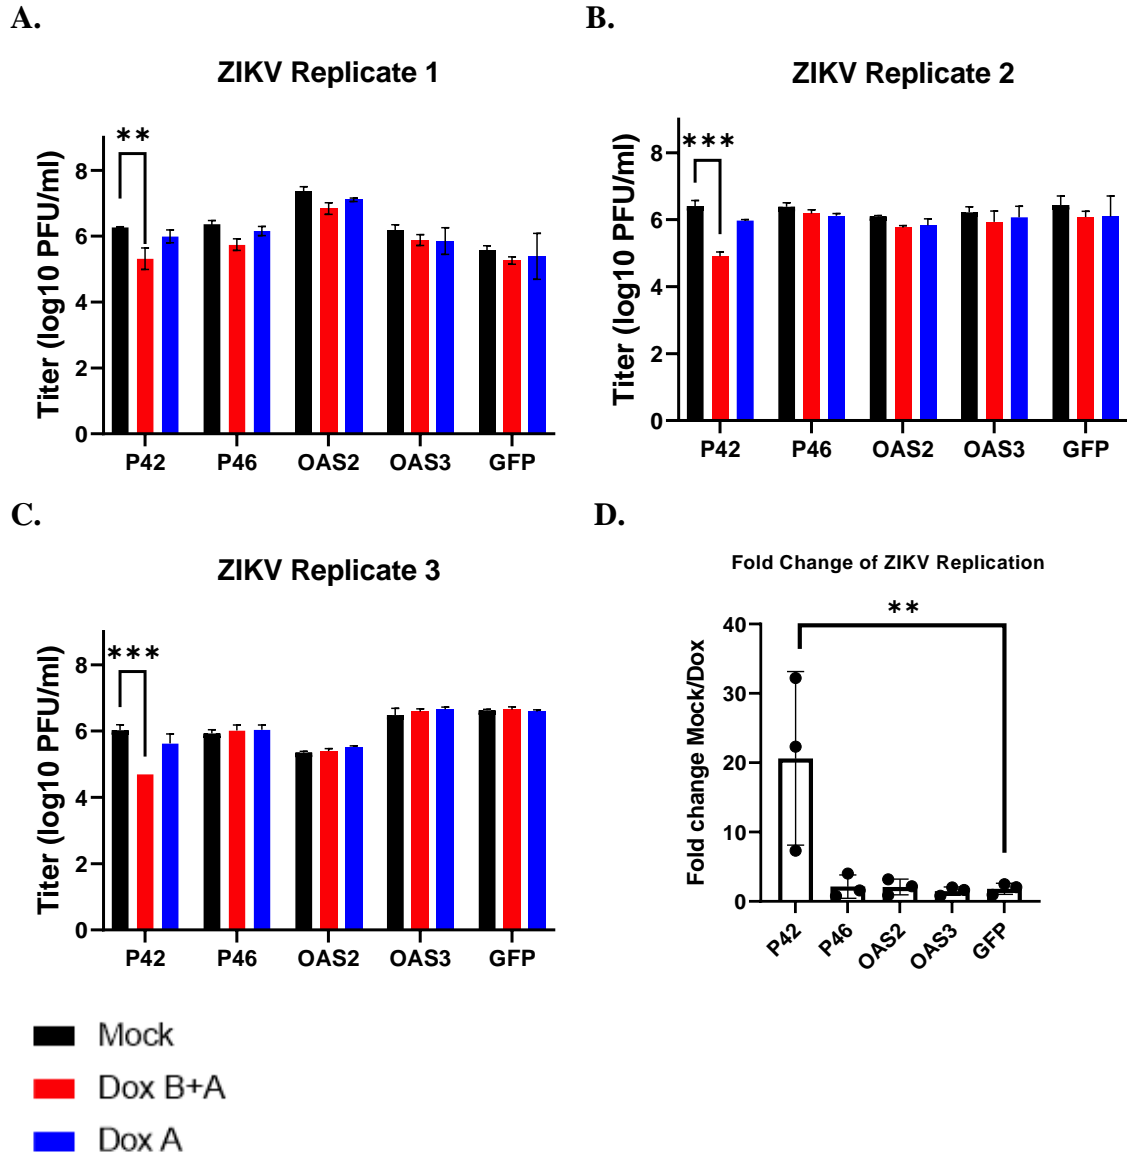 A.
ZIKV Replicate 1
Titer (log10 PFU/ml)
8
6
4
2
0
**
P42 P46 OAS2 OAS3 GFP
B.
ZIKV Replicate 2
Titer (log10 PFU/ml)
8
6
4
2
0
***
P42 P46 OAS2 OAS3 GFP
C.
ZIKV Replicate 3
Titer (log10 PFU/ml)
8
6
4
2
0
***
P42 P46 OAS2 OAS3 GFP
D.
Fold Change of ZIKV Replication
Fold change Mock/Dox
40
30
20
10
0
**
P42 P46 OAS2 OAS3 GFP
Mock
Dox B+A
Dox A